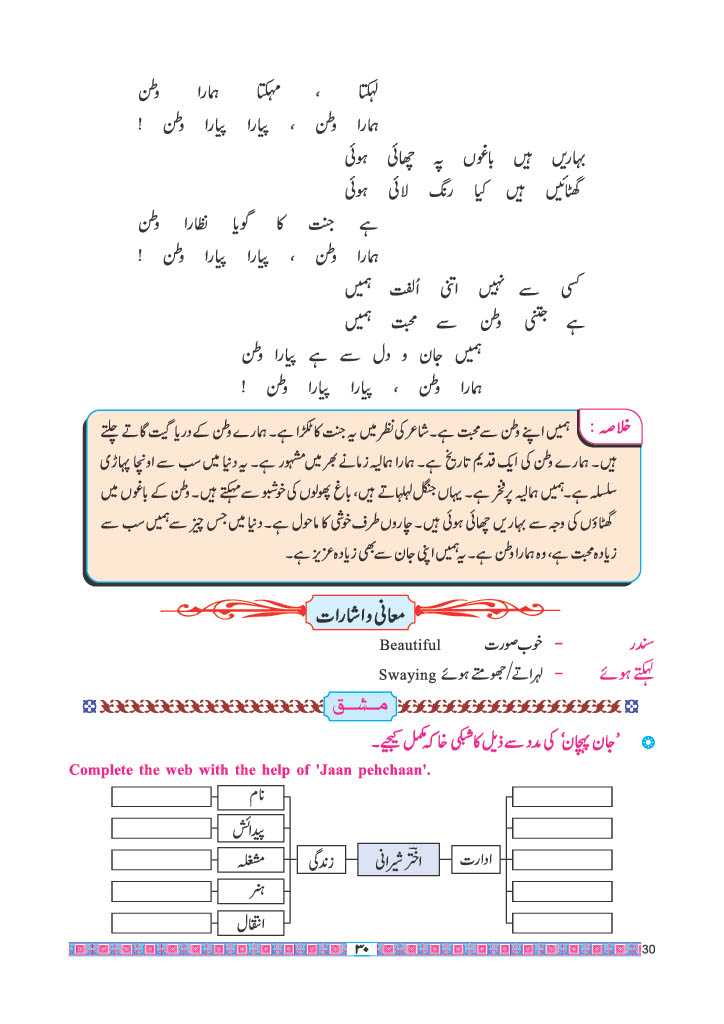 لہکتا ، مہکتا ہمارا وطن
ہمارا وطن ، پیارا پیارا وطن !
بہاریں ہیں باغوں پہ چھائی ہوئی
گھٹائیں ہیں کیا رنگ لائی ہوئی
ہے جنت کا گویا نظارا وطن
ہمارا وطن ، پیارا پیارا وطن !
کسی سے نہیں اتنی اُلفت ہمیں
ہے جتنی وطن سے محبت ہمیں
ہمیں جان و دل سے ہے پیارا وطن
ہمارا وطن ، پیارا پیارا وطن !
خلاصہ : ہمیں اپنے وطن سے محبت ہے۔ شاعر کی نظر میں یہ جنت کا ٹکڑا ہے۔ ہمارے وطن کے دریا گیت گاتے چلتے
ہیں۔ ہمارے وطن کی ایک قدیم تاریخ ہے۔ ہمارا ہمالیہ زمانے بھر میں مشہور ہے۔ یہ دنیا میں سب سے اونچا پہاڑی
سلسلہ ہے۔ ہمیں ہمالیہ پر فخر ہے۔ یہاں جنگل لہلہاتے ہیں، باغ پھولوں کی خوشبو سے مہکتے ہیں۔ وطن کے باغوں میں
گھٹاؤں کی وجہ سے بہاریں چھائی ہوئی ہیں۔ چاروں طرف خوشی کا ماحول ہے۔ دنیا میں جس چیز سے ہمیں سب سے
زیادہ محبت ہے، وہ ہمارا وطن ہے۔ یہ ہمیں اپنی جان سے بھی زیادہ عزیز ہے۔
معانی و اشارات
سندر – خوب صورت Beautiful
لہکتے ہوئے – لہراتے/جھومتے ہوئے Swaying
مشق
'جان پہچان' کی مدد سے ذیل کا شبکی خاکہ مکمل کیجیے۔
Complete the web with the help of 'Jaan pehchaan'.
نام
پیدائش
ادارت اختر شیرانی زندگی مشغلہ
ہنر
انتقال
۳۰ 30